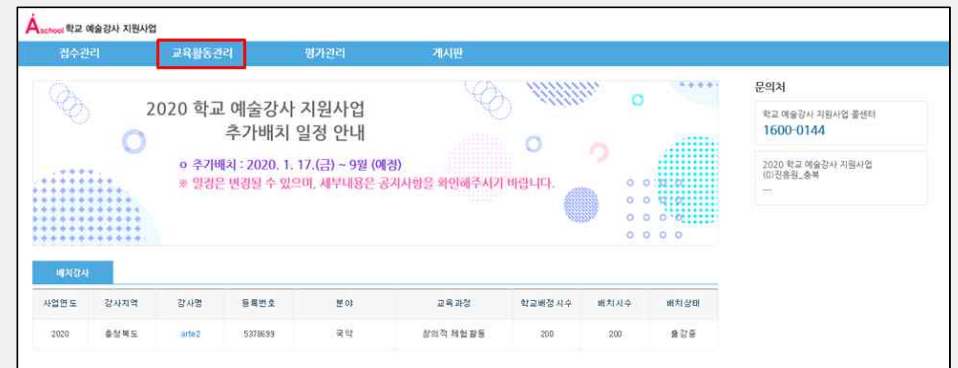 Aschool 학교 예술강사 지원사업
접수관리 교육활동관리 평가관리 게시판
2020 학교 예술강사 지원사업
추가배치 일정 안내
o 추가배치 : 2020. 1. 17.(금) ~ 9월 (예정)
※ 일정은 변경될 수 있으며, 세부내용은 공지사항을 확인해주시기 바랍니다.
문의처
학교 예술강사 지원사업 콜센터
1600-0144
2020 학교 예술강사 지원사업
(0)진흥원_충북
배치강사
사업연도 강사지역 강사명 등록번호 분야 교육과정 학교배정시수 배치시수 배치상태
2020 충청북도 arte2 5378699 국악 창의적 체험활동 200 200 출강중